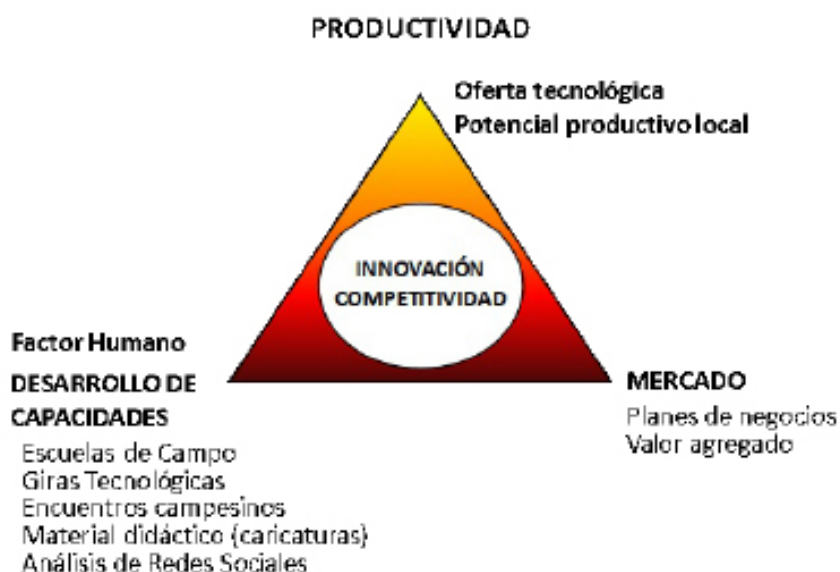 PRODUCTIVIDAD
Oferta tecnológica
Potencial productivo local
INNOVACIÓN
COMPETITIVIDAD
Factor Humano
DESARROLLO DE
CAPACIDADES
Escuelas de Campo
Giras Tecnológicas
Encuentros campesinos
Material didáctico (caricaturas)
Análisis de Redes Sociales
MERCADO
Planes de negocios
Valor agregado